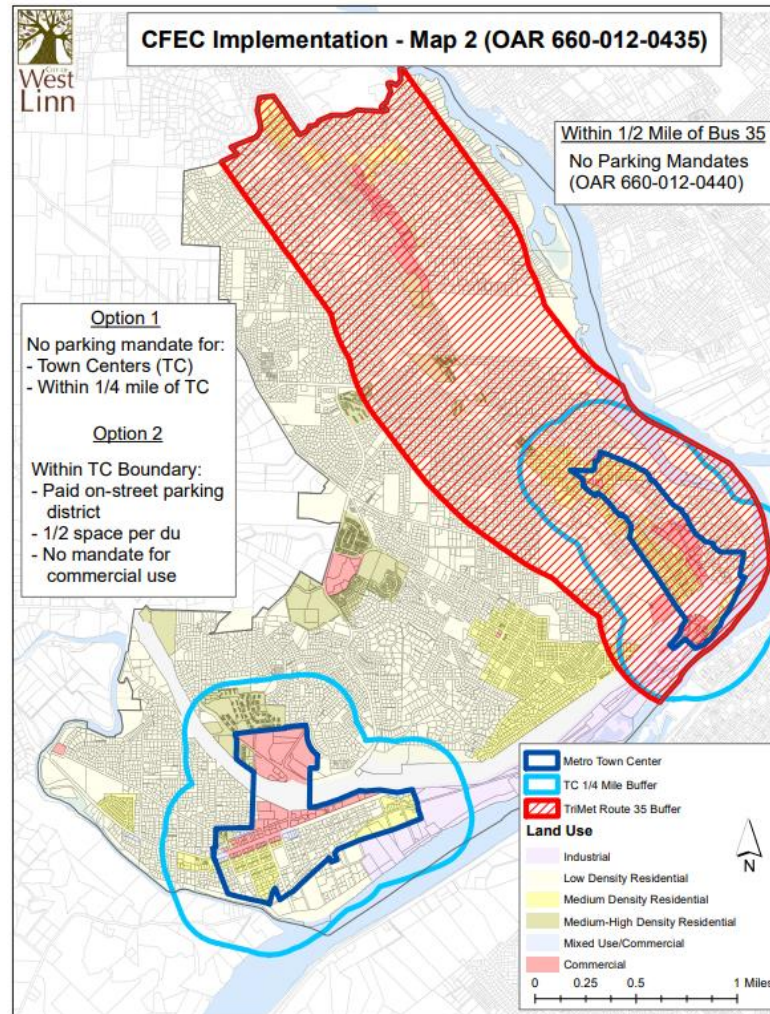 CITY OF
West
Linn
CFEC Implementation - Map 2 (OAR 660-012-0435)
Within 1/2 Mile of Bus 35
No Parking Mandates
(OAR 660-012-0440)
Option 1
No parking mandate for:
- Town Centers (TC)
- Within 1/4 mile of TC
Option 2
Within TC Boundary:
- Paid on-street parking
district
- 1/2 space per du
- No mandate for
commercial use
Metro Town Center
TC 1/4 Mile Buffer
TriMet Route 35 Buffer
Land Use
Industrial
Low Density Residential
Medium Density Residential
Medium-High Density Residential
Mixed Use/Commercial
Commercial
N
0 0.25 0.5 1 Miles